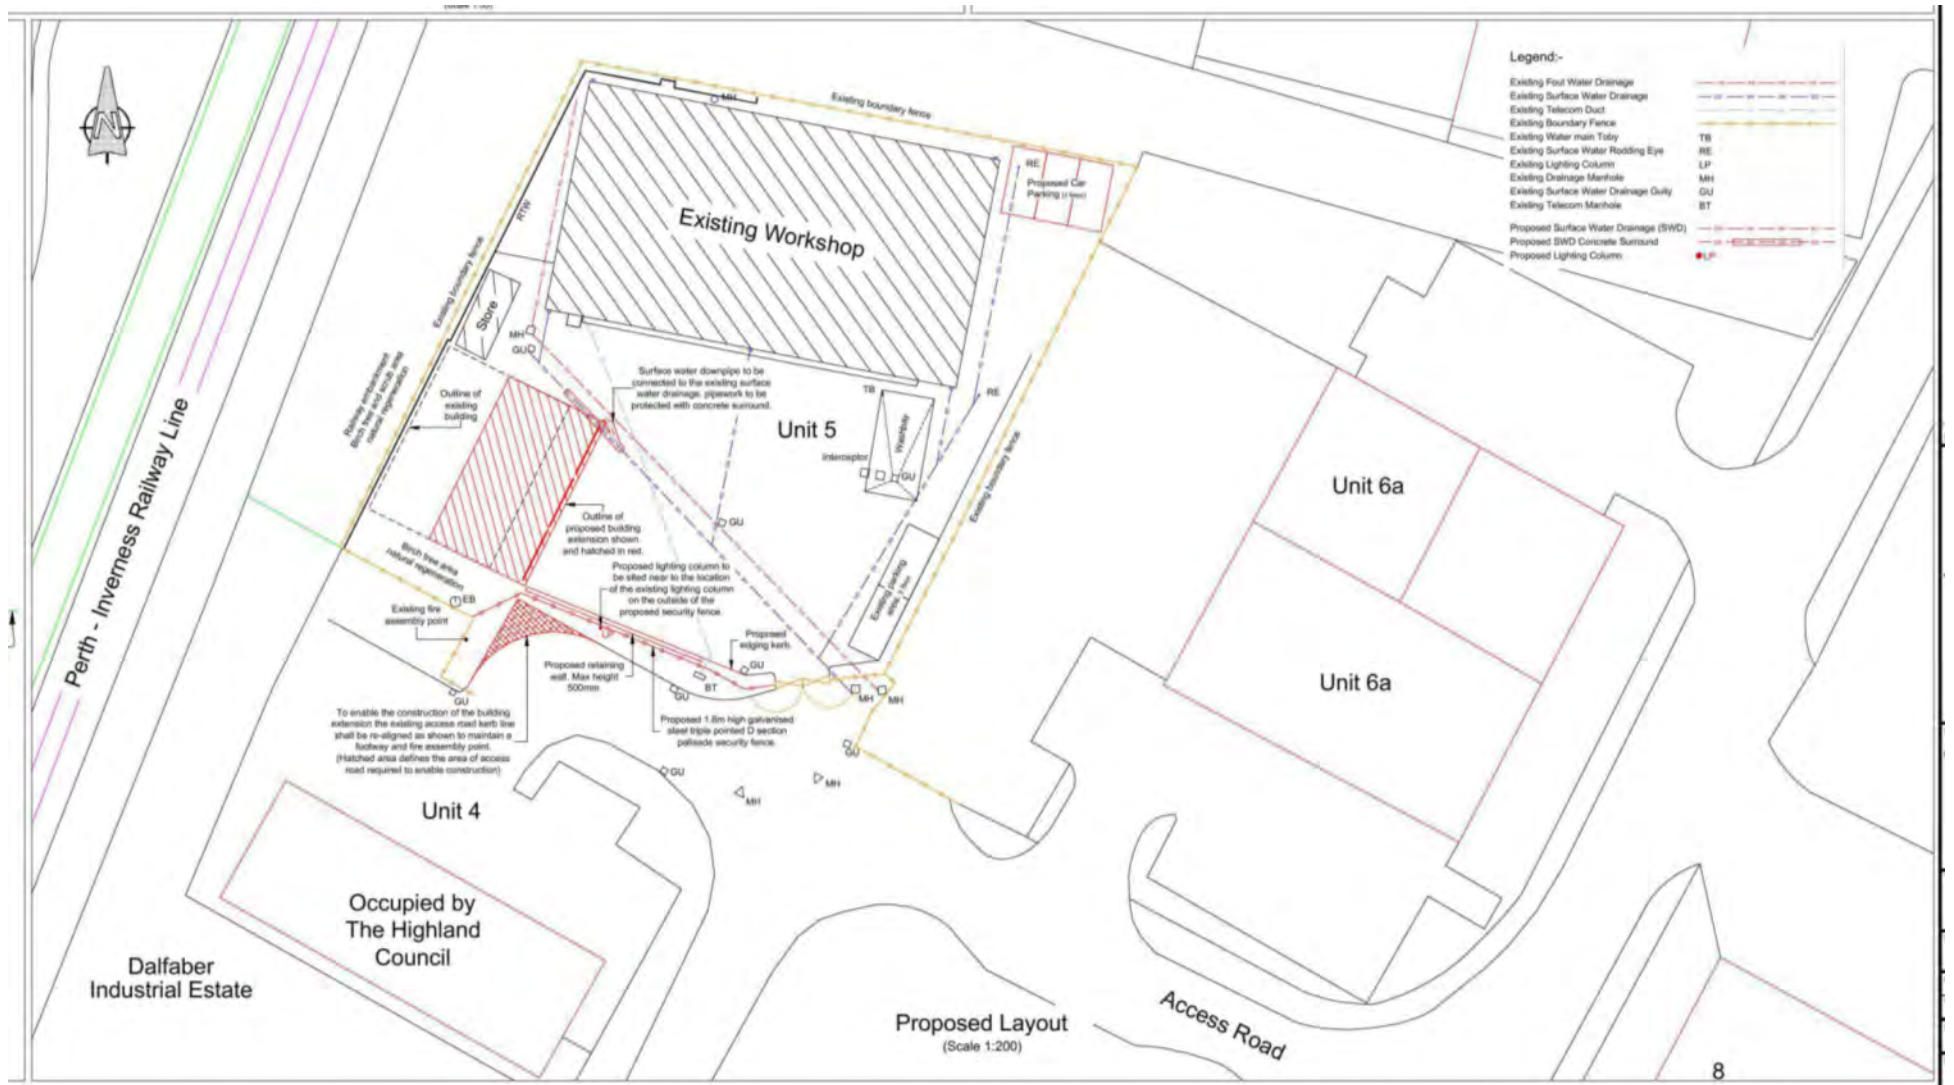 Legend:-
Existing Foul Water Drainage
Existing Surface Water Drainage
Existing Telecom Duct
Existing Boundary Fence
Existing Water main Toby TB
Existing Surface Water Rodding Eye RE
Existing Lighting Column LP
Existing Drainage Manhole MH
Existing Surface Water Drainage Gully GU
Existing Telecom Manhole BT
Proposed Surface Water Drainage (SWD)
Proposed SWD Concrete Surround
Proposed Lighting Column LP
N
MH
Existing boundary fence
RE
Proposed Car
Parking
Existing Workshop
RTW
Existing boundary fence
Store
MH
GU
Railway embankment
Birch tree and scrub area
natural regeneration
Outline of
existing
building
Surface water downpipe to be
connected to the existing surface
water drainage, pipework to be
protected with concrete surround.
TB
RE
Unit 5
Washbay
Interceptor
GU
Existing boundary fence
Perth - Inverness Railway Line
Outline of
proposed building
extension shown
and hatched in red.
GU
Birch tree area
natural regeneration
Proposed lighting column to
be sited near to the location
of the existing lighting column
on the outside of the
proposed security fence.
Existing parking
EB
Existing fire
assembly point
Proposed
edging kerb.
GU
Proposed retaining
wall. Max height
500mm
BT
GU
GU
MH
MH
To enable the construction of the building
extension the existing access road kerb line
shall be re-aligned as shown to maintain a
footway and fire assembly point.
(Hatched area defines the area of access
road required to enable construction)
Proposed 1.8m high galvanised
steel triple pointed D section
palisade security fence.
GU
GU
MH
MH
Unit 6a
Unit 6a
Unit 4
Occupied by
The Highland
Council
Dalfaber
Industrial Estate
Proposed Layout
(Scale 1:200)
Access Road
8